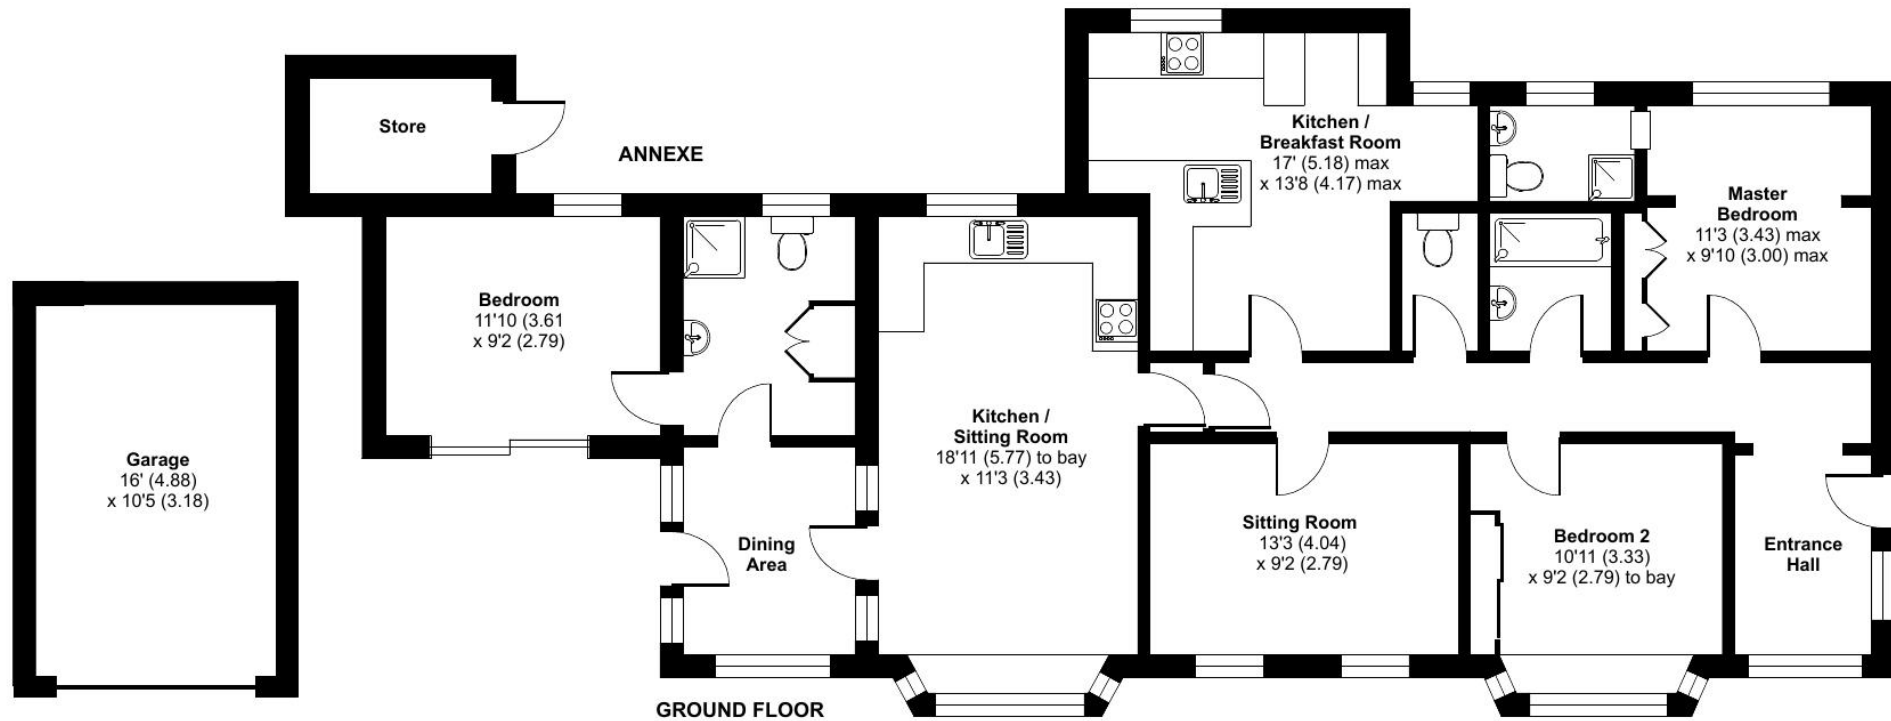 Store
ANNEXE
Kitchen /
Breakfast Room
17' (5.18) max
x 13'8 (4.17) max
Master
Bedroom
11'3 (3.43) max
x 9'10 (3.00) max
Bedroom
11'10 (3.61
x 9'2 (2.79)
Garage
16' (4.88)
x 10'5 (3.18)
Kitchen /
Sitting Room
18'11 (5.77) to bay
x 11'3 (3.43)
Dining
Area
Sitting Room
13'3 (4.04)
x 9'2 (2.79)
Bedroom 2
10'11 (3.33)
x 9'2 (2.79) to bay
Entrance
Hall
GROUND FLOOR